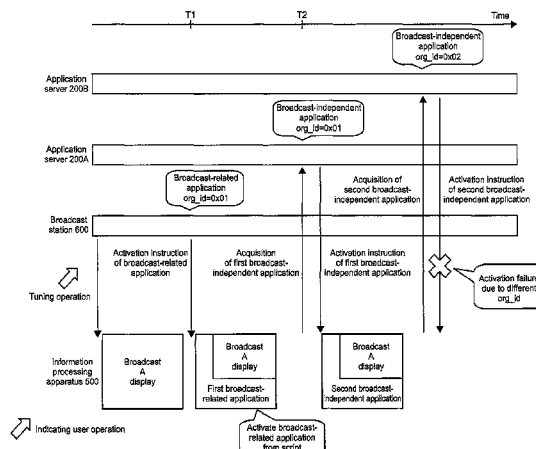 T1
T2
Time
Broadcast-independent
application
org_id=0x02
Application
server 200B
Broadcast-independent
application
org_id=0x01
Application
server 200A
Broadcast-related
application
org_id=0x01
Acquisition of
second broadcast-
independent application
Activation instruction
of second broadcast-
independent application
Broadcast
station 600
Activation instruction
of broadcast-related
application
Acquisition
of first broadcast-
independent application
Activation instruction
of first broadcast-
independent application
Tuning operation
Activation failure
due to different
org_id
Information
processing
apparatus 500
Broadcast
A
display
Broadcast
A
display
First broadcast-
related application
Broadcast
A
display
Second broadcast-
independent application
Indicating user operation
Activate broadcast-
related application
from script